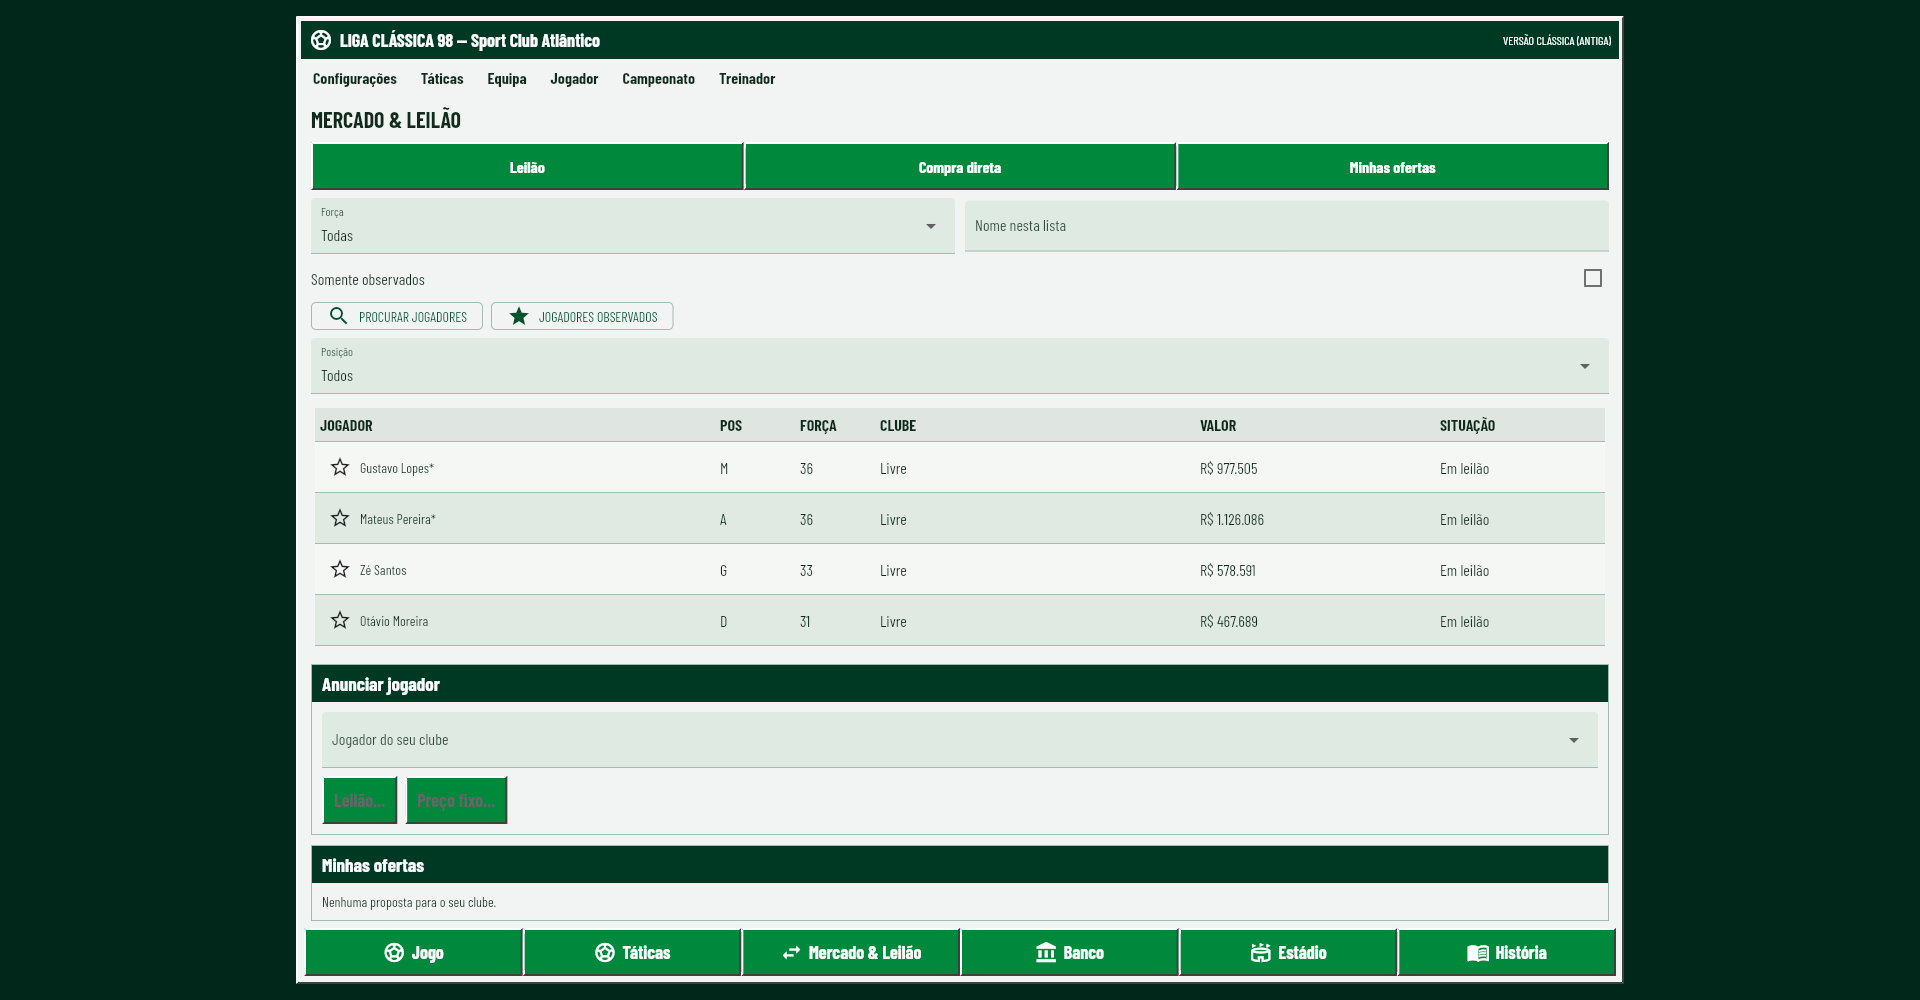 LIGA CLÁSSICA 98 — Sport Club Atlântico
VERSÃO CLÁSSICA (ANTIGA)
Configurações Táticas Equipa Jogador Campeonato Treinador
MERCADO & LEILÃO
Leilão Compra direta Minhas ofertas
Força
Todas
Nome nesta lista
Somente observados
PROCURAR JOGADORES JOGADORES OBSERVADOS
Posição
Todos
JOGADOR POS FORÇA CLUBE VALOR SITUAÇÃO
Gustavo Lopes* M 36 Livre R$ 977.505 Em leilão
Mateus Pereira* A 36 Livre R$ 1.126.086 Em leilão
Zé Santos G 33 Livre R$ 578.591 Em leilão
Otávio Moreira D 31 Livre R$ 467.689 Em leilão
Anunciar jogador
Jogador do seu clube
Leilão... Preço fixo...
Minhas ofertas
Nenhuma proposta para o seu clube.
Jogo Táticas Mercado & Leilão Banco Estádio História